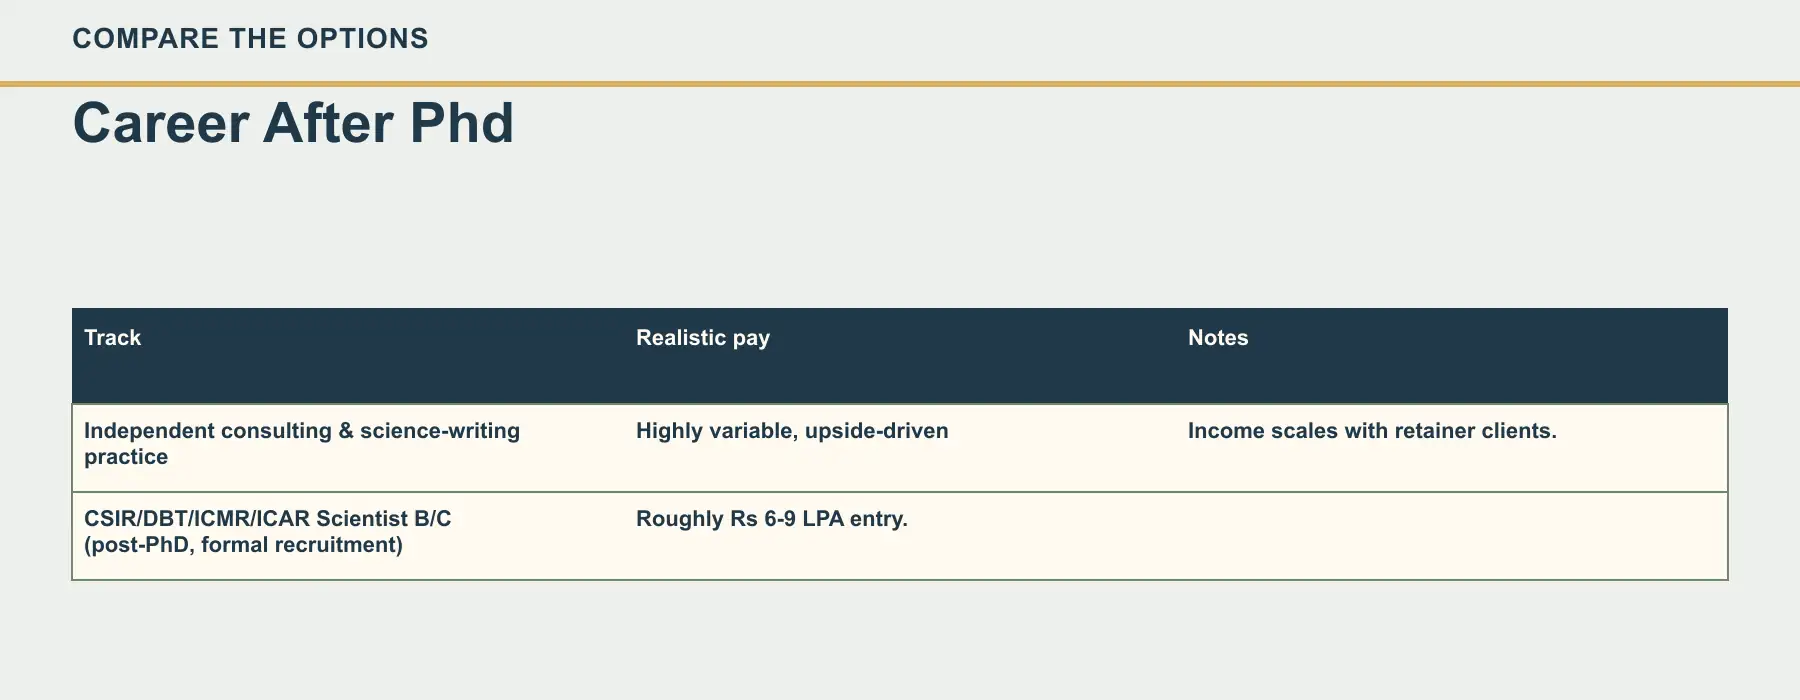 COMPARE THE OPTIONS
Career After Phd
Track
Realistic pay
Notes
Independent consulting & science-writing
practice
Highly variable, upside-driven
Income scales with retainer clients.
CSIR/DBT/ICMR/ICAR Scientist B/C
(post-PhD, formal recruitment)
Roughly Rs 6-9 LPA entry.